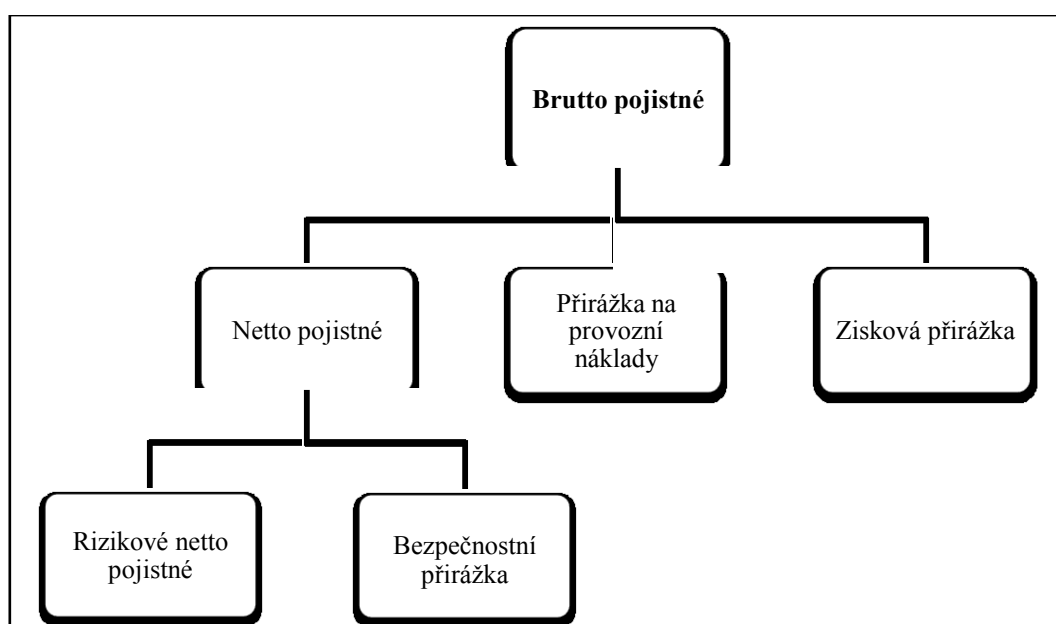 Brutto pojistné
Netto pojistné
Přirážka na
provozní
náklady
Zisková přirážka
Rizikové netto
pojistné
Bezpečnostní
přirážka